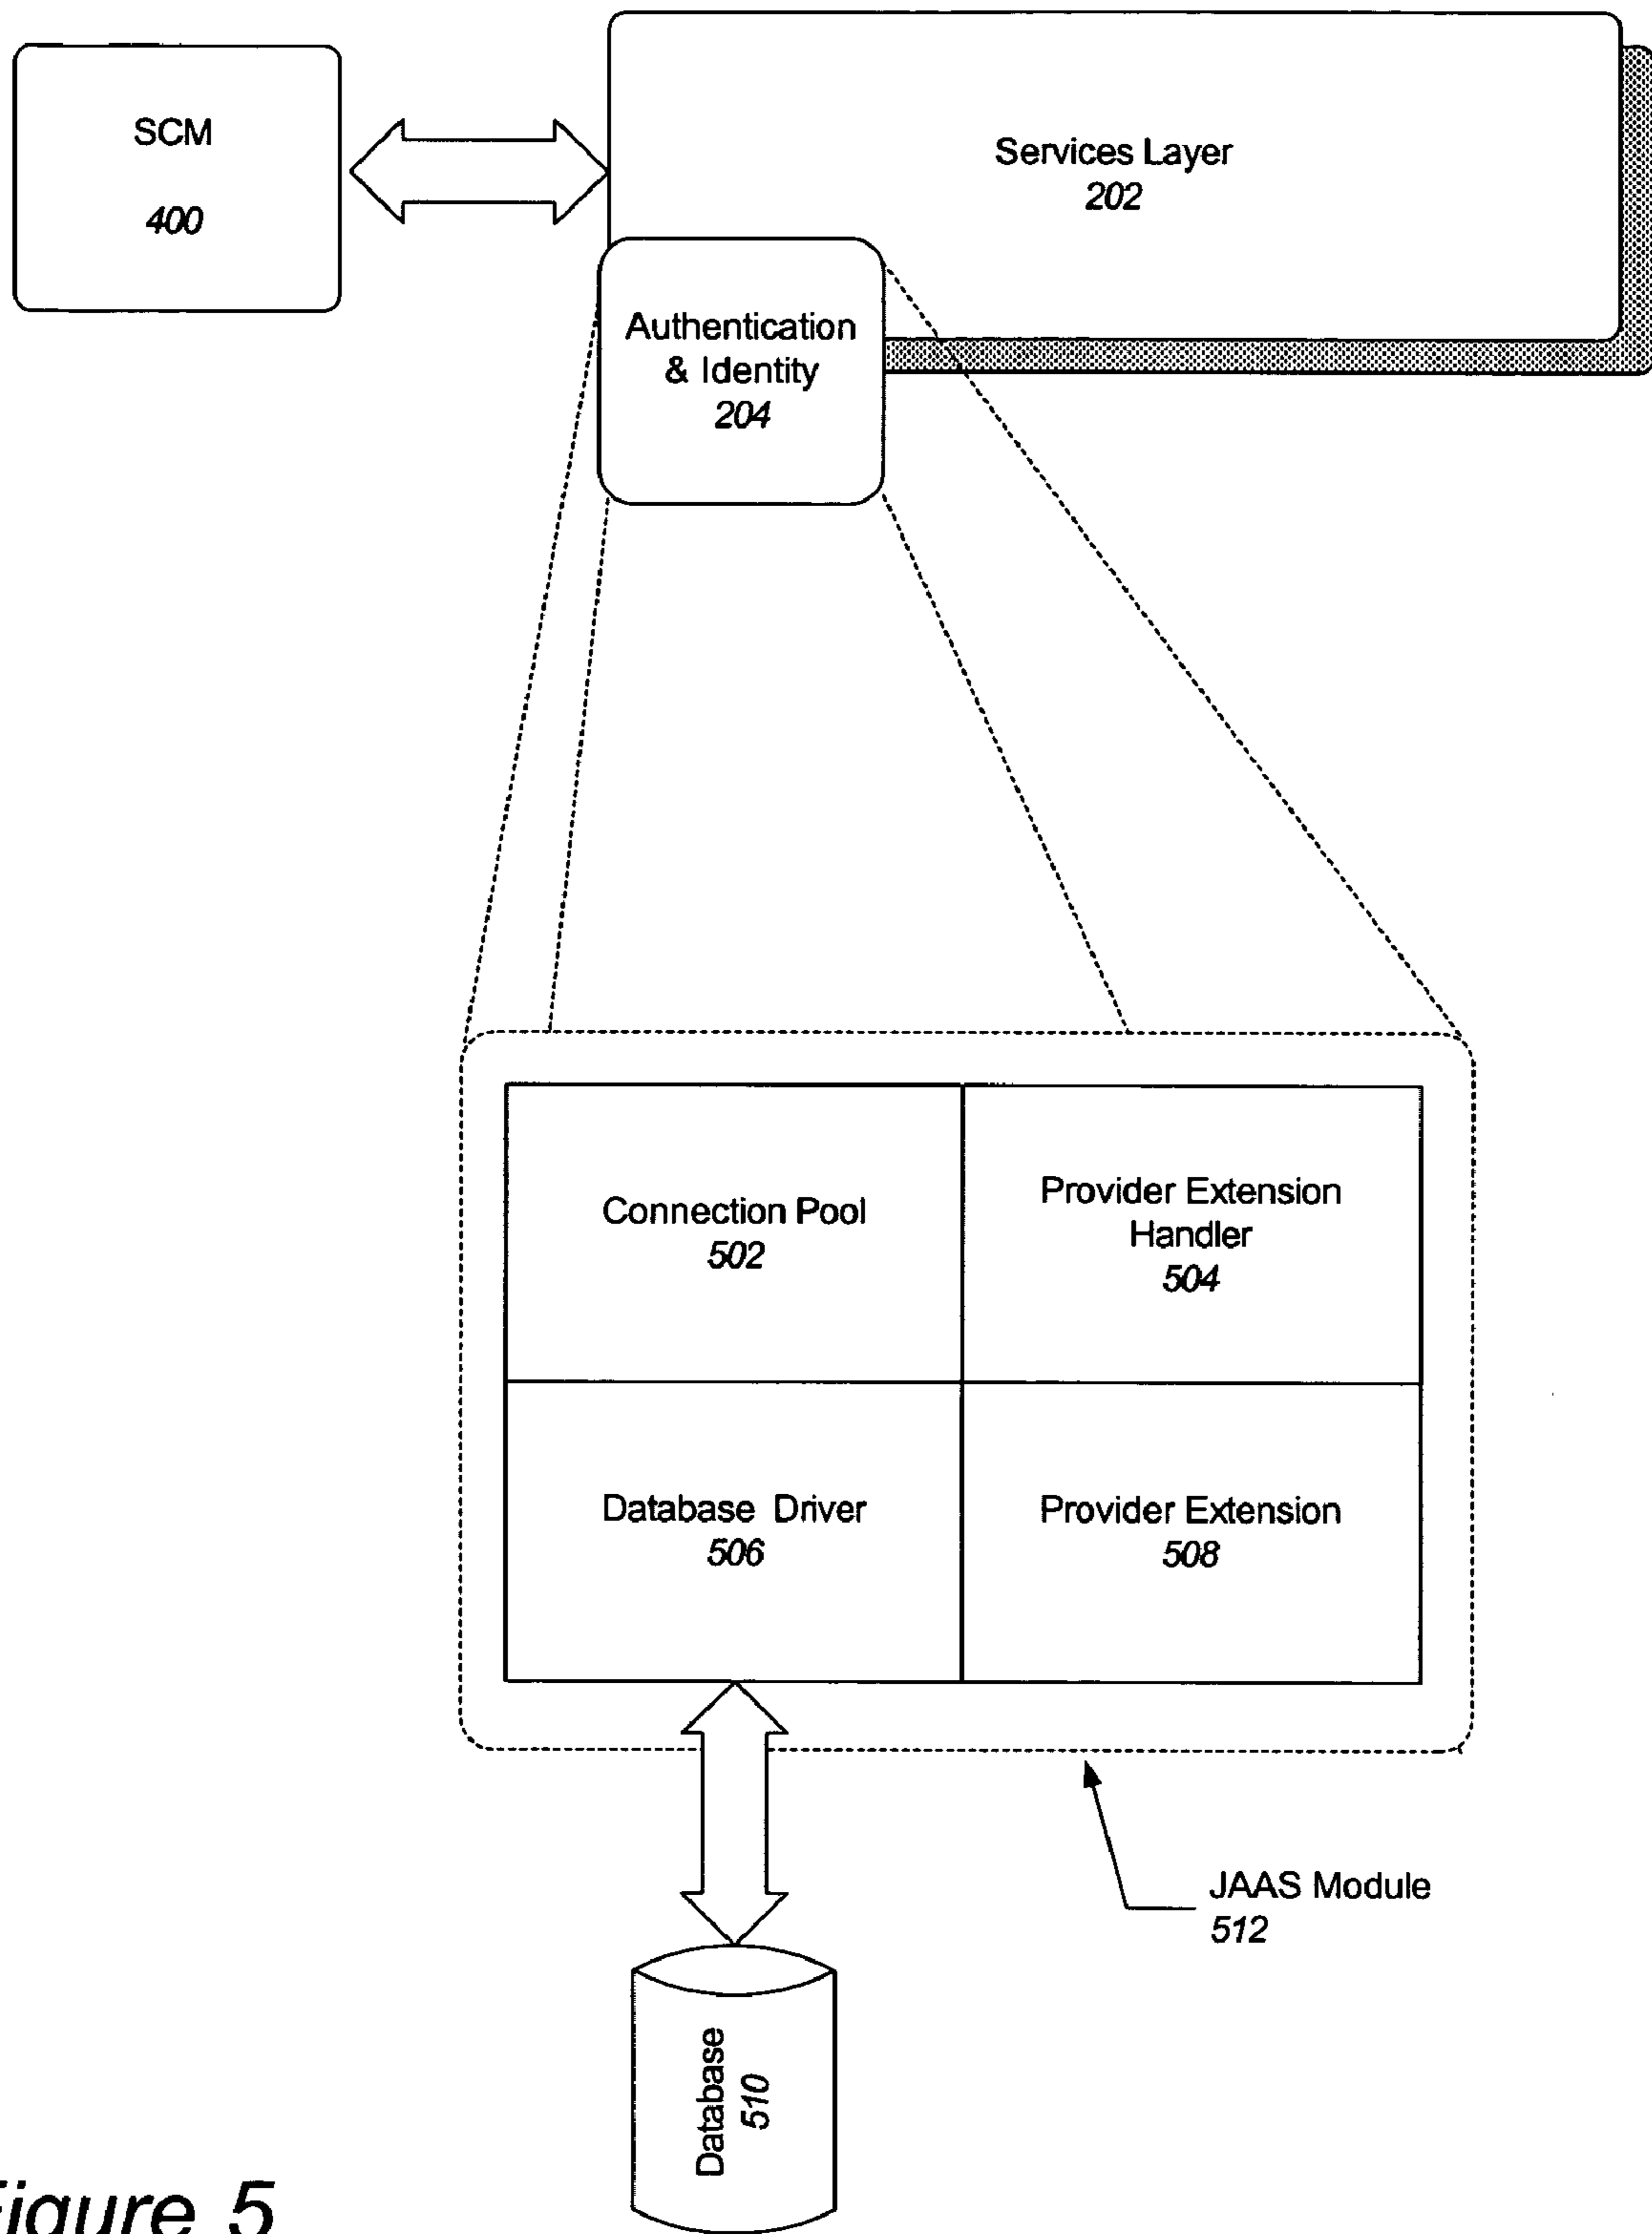 SCM
400
Services Layer
202
Authentication
& Identity
204
Connection Pool
502
Provider Extension
Handler
504
Database Driver
506
Provider Extension
508
JAAS Module
512
Database
510
Figure 5